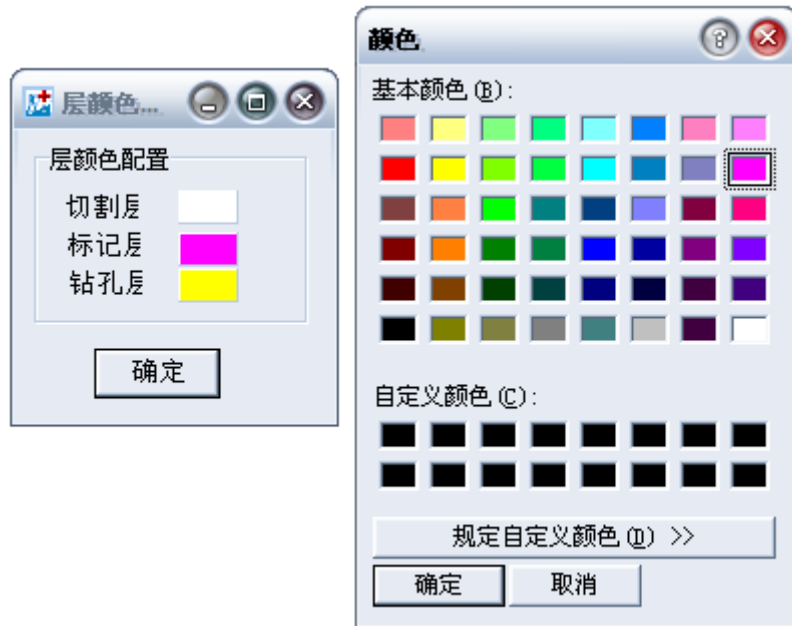 层颜色...
层颜色配置
切割层
标记层
钻孔层
确定
颜色
基本颜色(B):
自定义颜色(C):
规定自定义颜色(D) >>
确定
取消